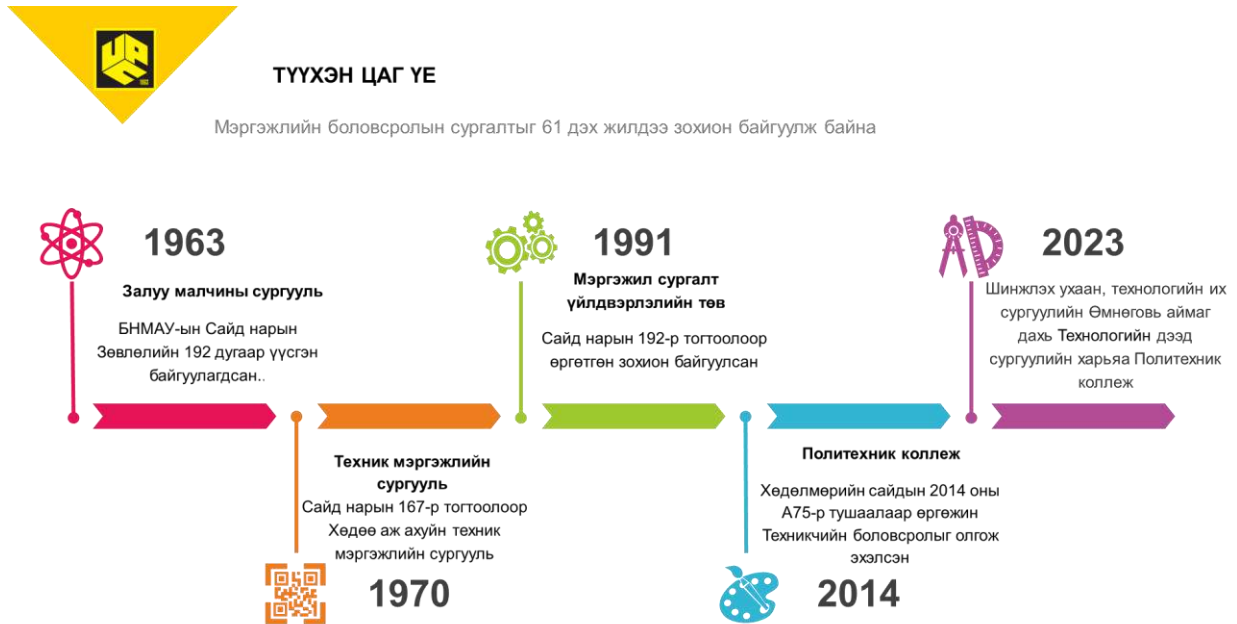 ТҮҮХЭН ЦАГ ҮЕ
Мэргэжлийн боловсролын сургалтыг 61 дэх жилдээ зохион байгуулж байна
1963
Залуу малчины сургууль
БНМАУ-ын Сайд нарын
Зөвлөлийн 192 дугаар үүсгэн
байгуулагдсан..
Техник мэргэжлийн
сургууль
Сайд нарын 167-р тогтоолоор
Хөдөө аж ахуйн техник
мэргэжлийн сургууль
1970
1991
Мэргэжил сургалт
үйлдвэрлэлийн төв
Сайд нарын 192-р тогтоолоор
өргөтгөн зохион байгуулсан
Политехник коллеж
Хөдөлмөрийн сайдын 2014 оны
А75-р тушаалаар өргөжин
Техникчийн боловсролыг олгож
эхэлсэн
2014
2023
Шинжлэх ухаан, технологийн их
сургуулийн Өмнөговь аймаг
дахь Технологийн дээд
сургуулийн харьяа Политехник
коллеж